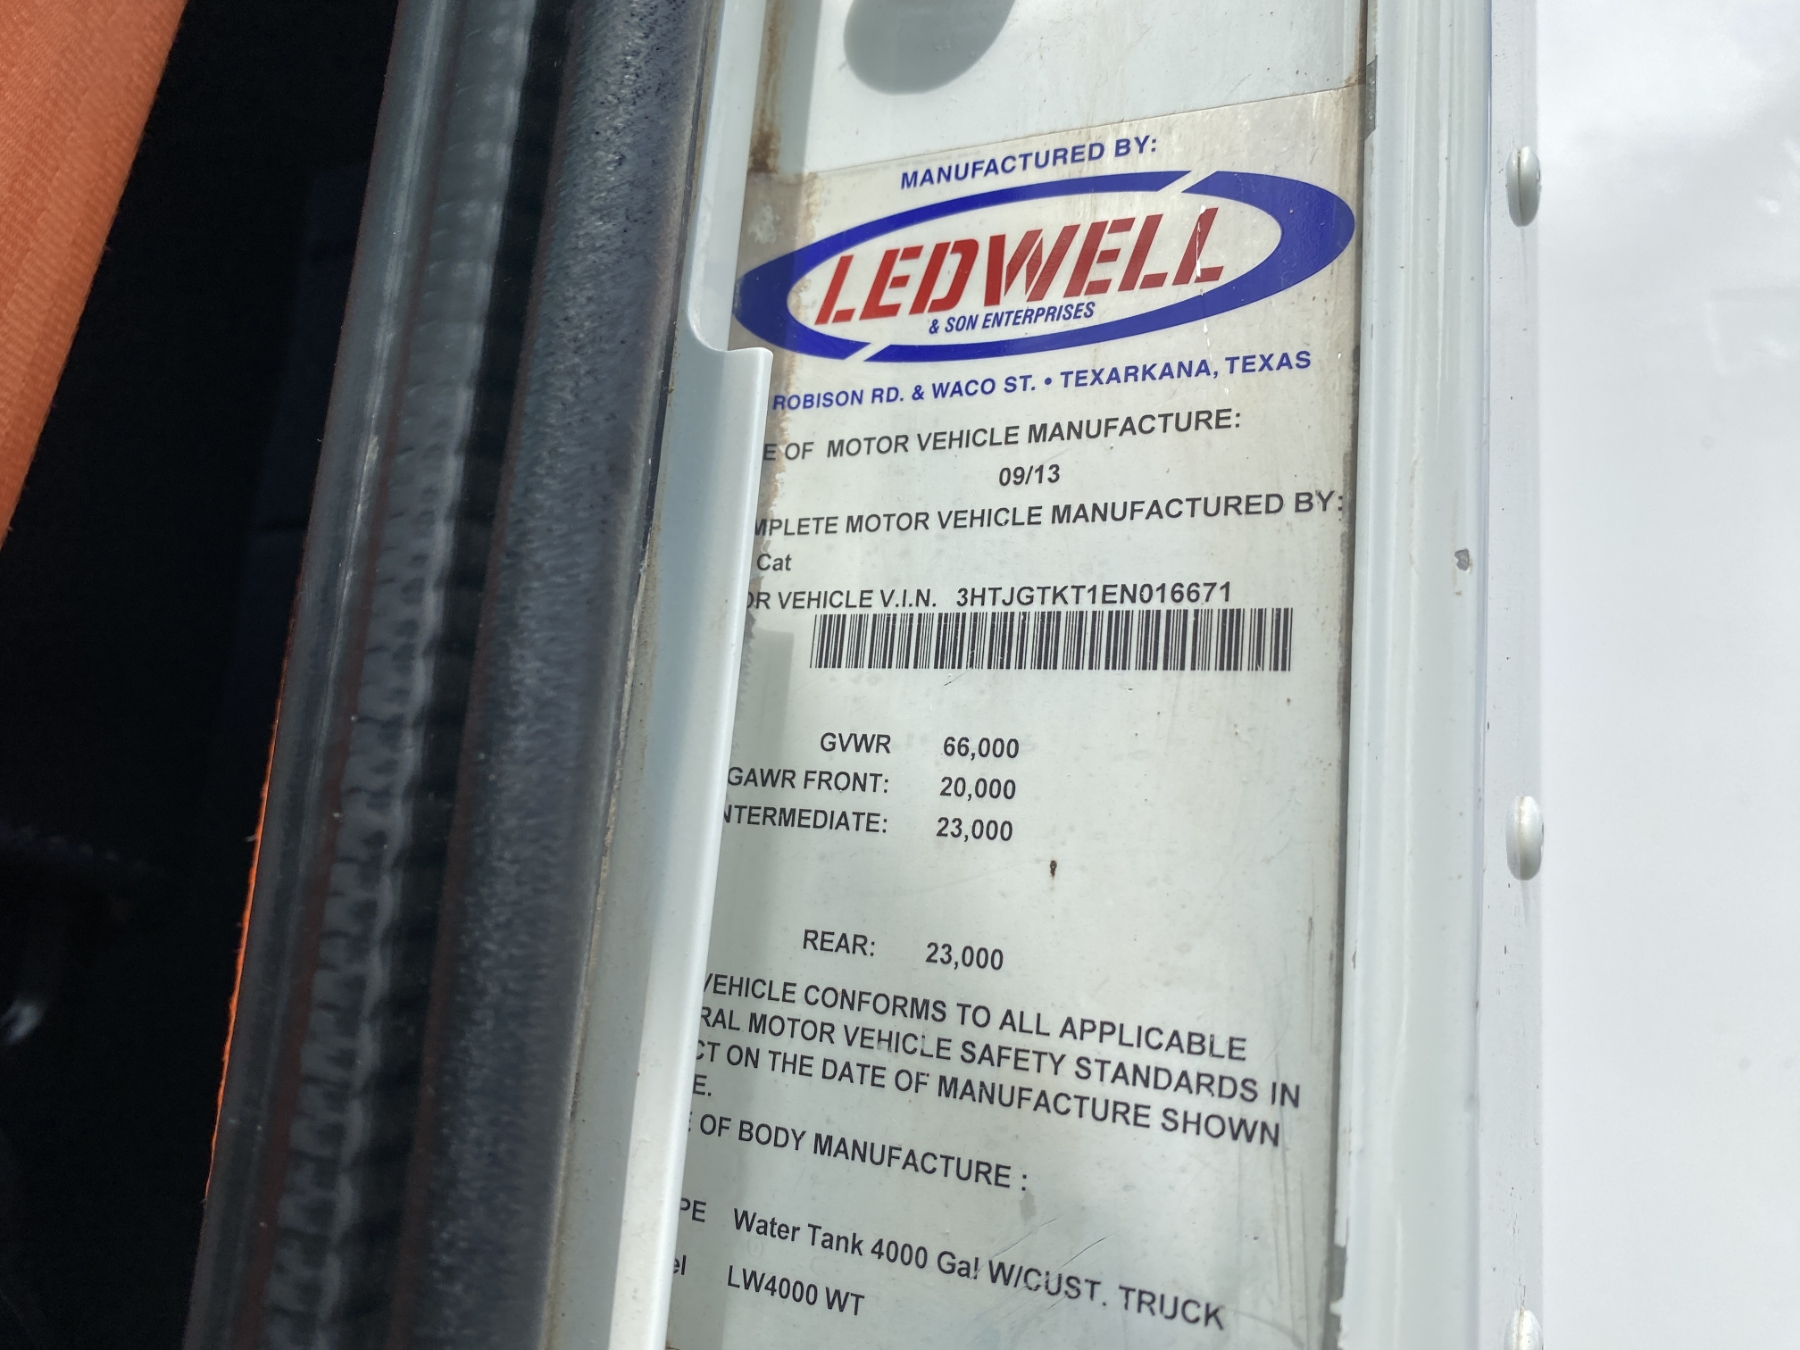 MANUFACTURED BY:
LEDWELL
& SON ENTERPRISES
ROBISON RD. & WACO ST. • TEXARKANA, TEXAS
E OF MOTOR VEHICLE MANUFACTURE:
09/13
MPLETE MOTOR VEHICLE MANUFACTURED BY:
Cat
OR VEHICLE V.I.N. 3HTJGTKT1EN016671
GVWR 66,000
GAWR FRONT: 20,000
NTERMEDIATE: 23,000
REAR: 23,000
VEHICLE CONFORMS TO ALL APPLICABLE
RAL MOTOR VEHICLE SAFETY STANDARDS IN
CT ON THE DATE OF MANUFACTURE SHOWN
E.
E OF BODY MANUFACTURE :
PE Water Tank 4000 Gal W/CUST. TRUCK
el LW4000 WT